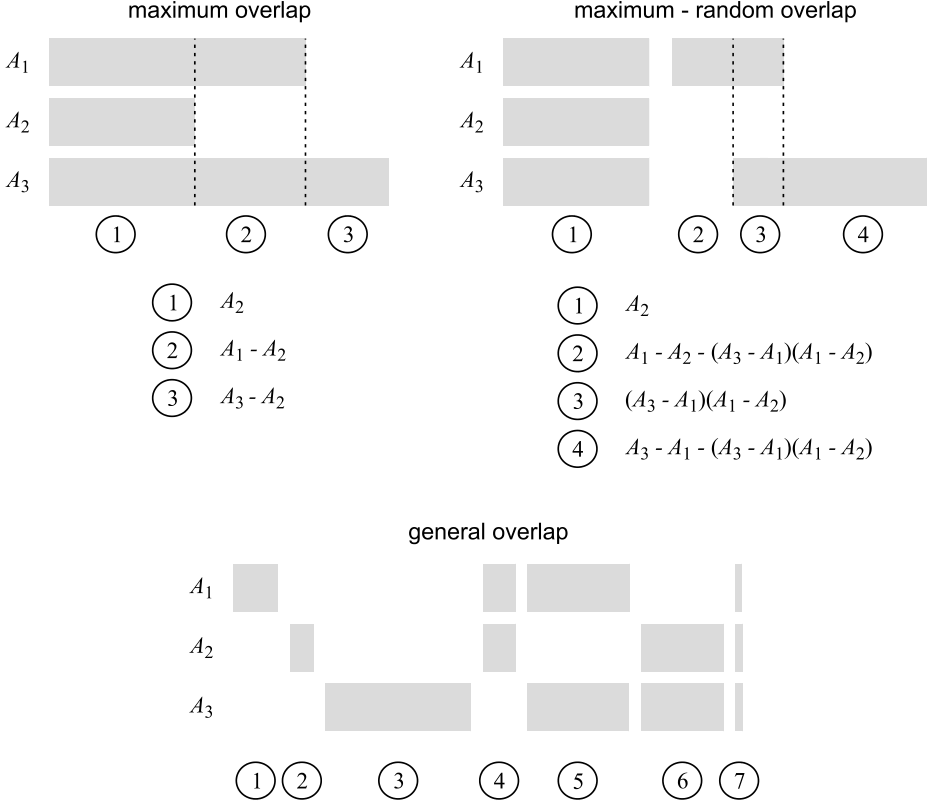 maximum overlap
maximum - random overlap
A1
A1
A2
A2
A3
A3
1 2 3
1 2 3 4
1 A2
2 A1 - A2
3 A3 - A2
1 A2
2 A1 - A2 - (A3 - A1)(A1 - A2)
3 (A3 - A1)(A1 - A2)
4 A3 - A1 - (A3 - A1)(A1 - A2)
general overlap
A1
A2
A3
1 2 3 4 5 6 7